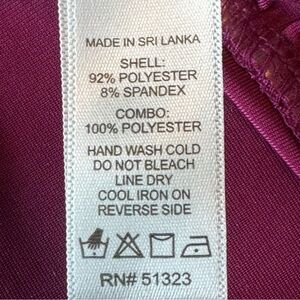 MADE IN SRI LANKA
SHELL:
92% POLYESTER
8% SPANDEX
COMBO:
100% POLYESTER
HAND WASH COLD
DO NOT BLEACH
LINE DRY
COOL IRON ON
REVERSE SIDE
RN# 51323